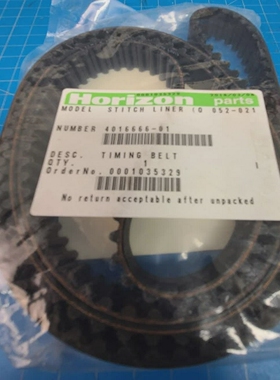 Horizon parts
MODEL STITCH LINER (O 052-021
NUMBER 4016666-01
DESC. TIMING BELT
QTY. 1
OrderNo. 0001035329
No return acceptable after unpacked